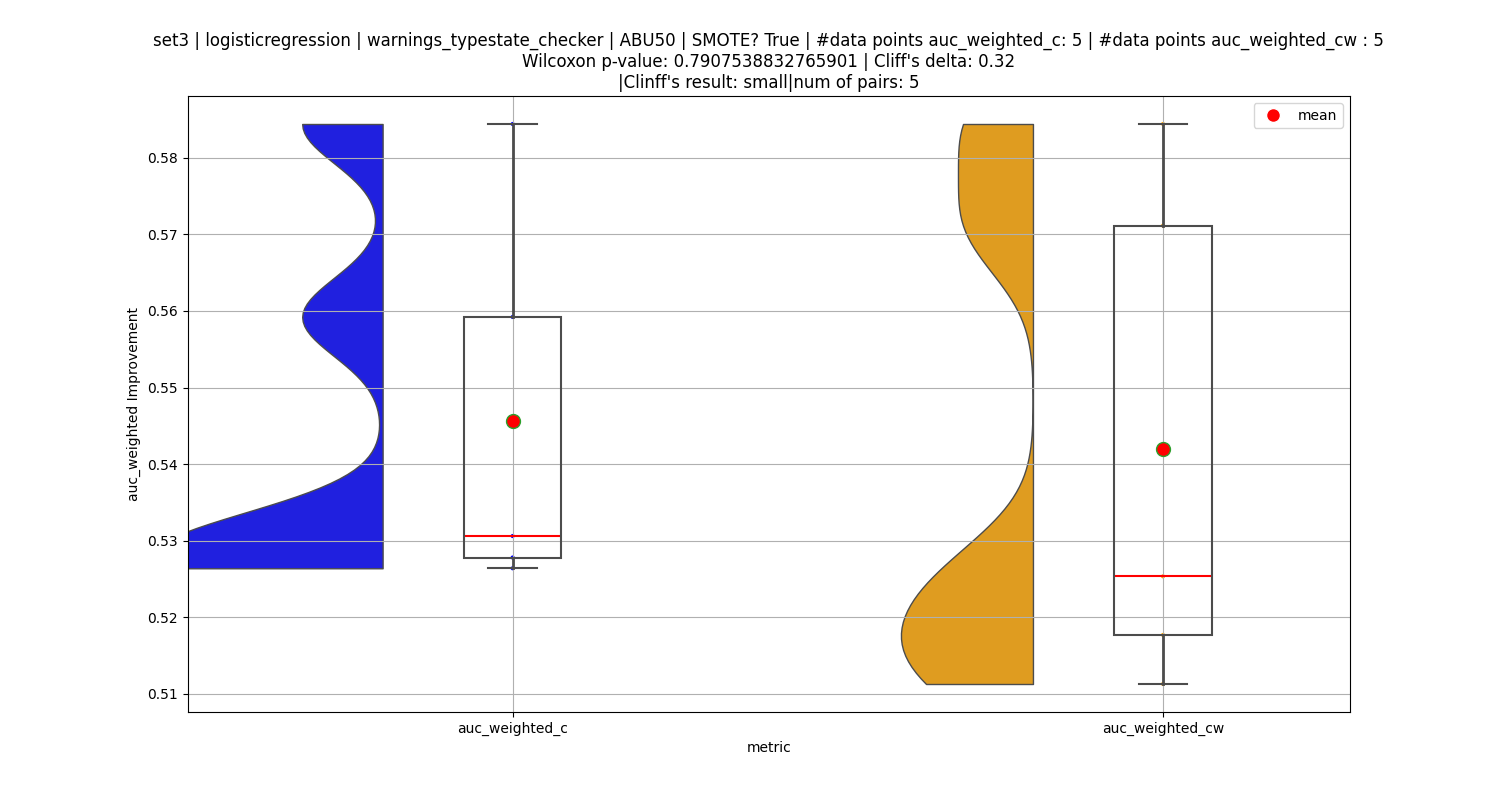 set3 | logisticregression | warnings_typestate_checker | ABU50 | SMOTE? True | #data points auc_weighted_c: 5 | #data points auc_weighted_cw : 5
Wilcoxon p-value: 0.7907538832765901 | Cliff's delta: 0.32
|Clinff's result: small|num of pairs: 5
mean
0.58
0.57
0.56
0.55
0.54
0.53
0.52
0.51
auc_weighted Improvement
auc_weighted_c
auc_weighted_cw
metric